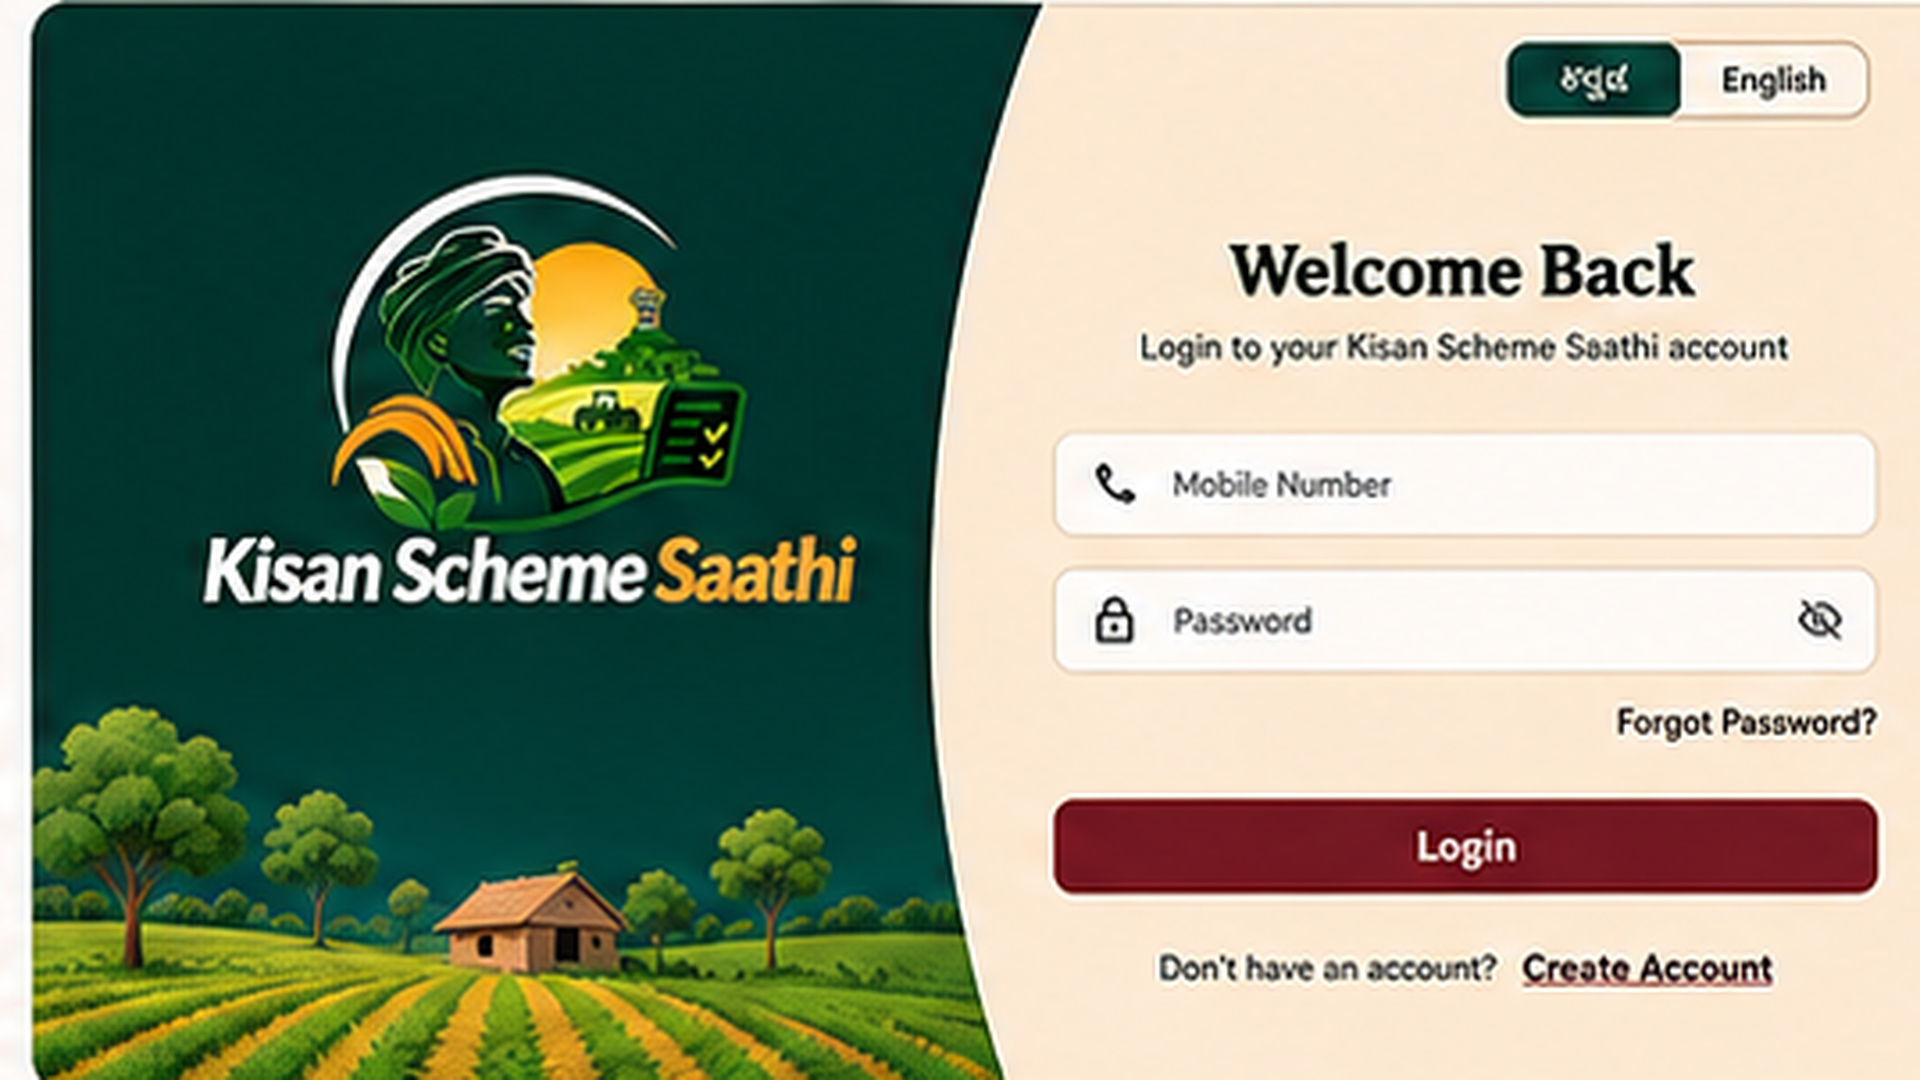 English
Welcome Back
Login to your Kisan Scheme Saathi account
Mobile Number
Password
Forgot Password?
Login
Don't have an account? Create Account
Kisan Scheme Saathi